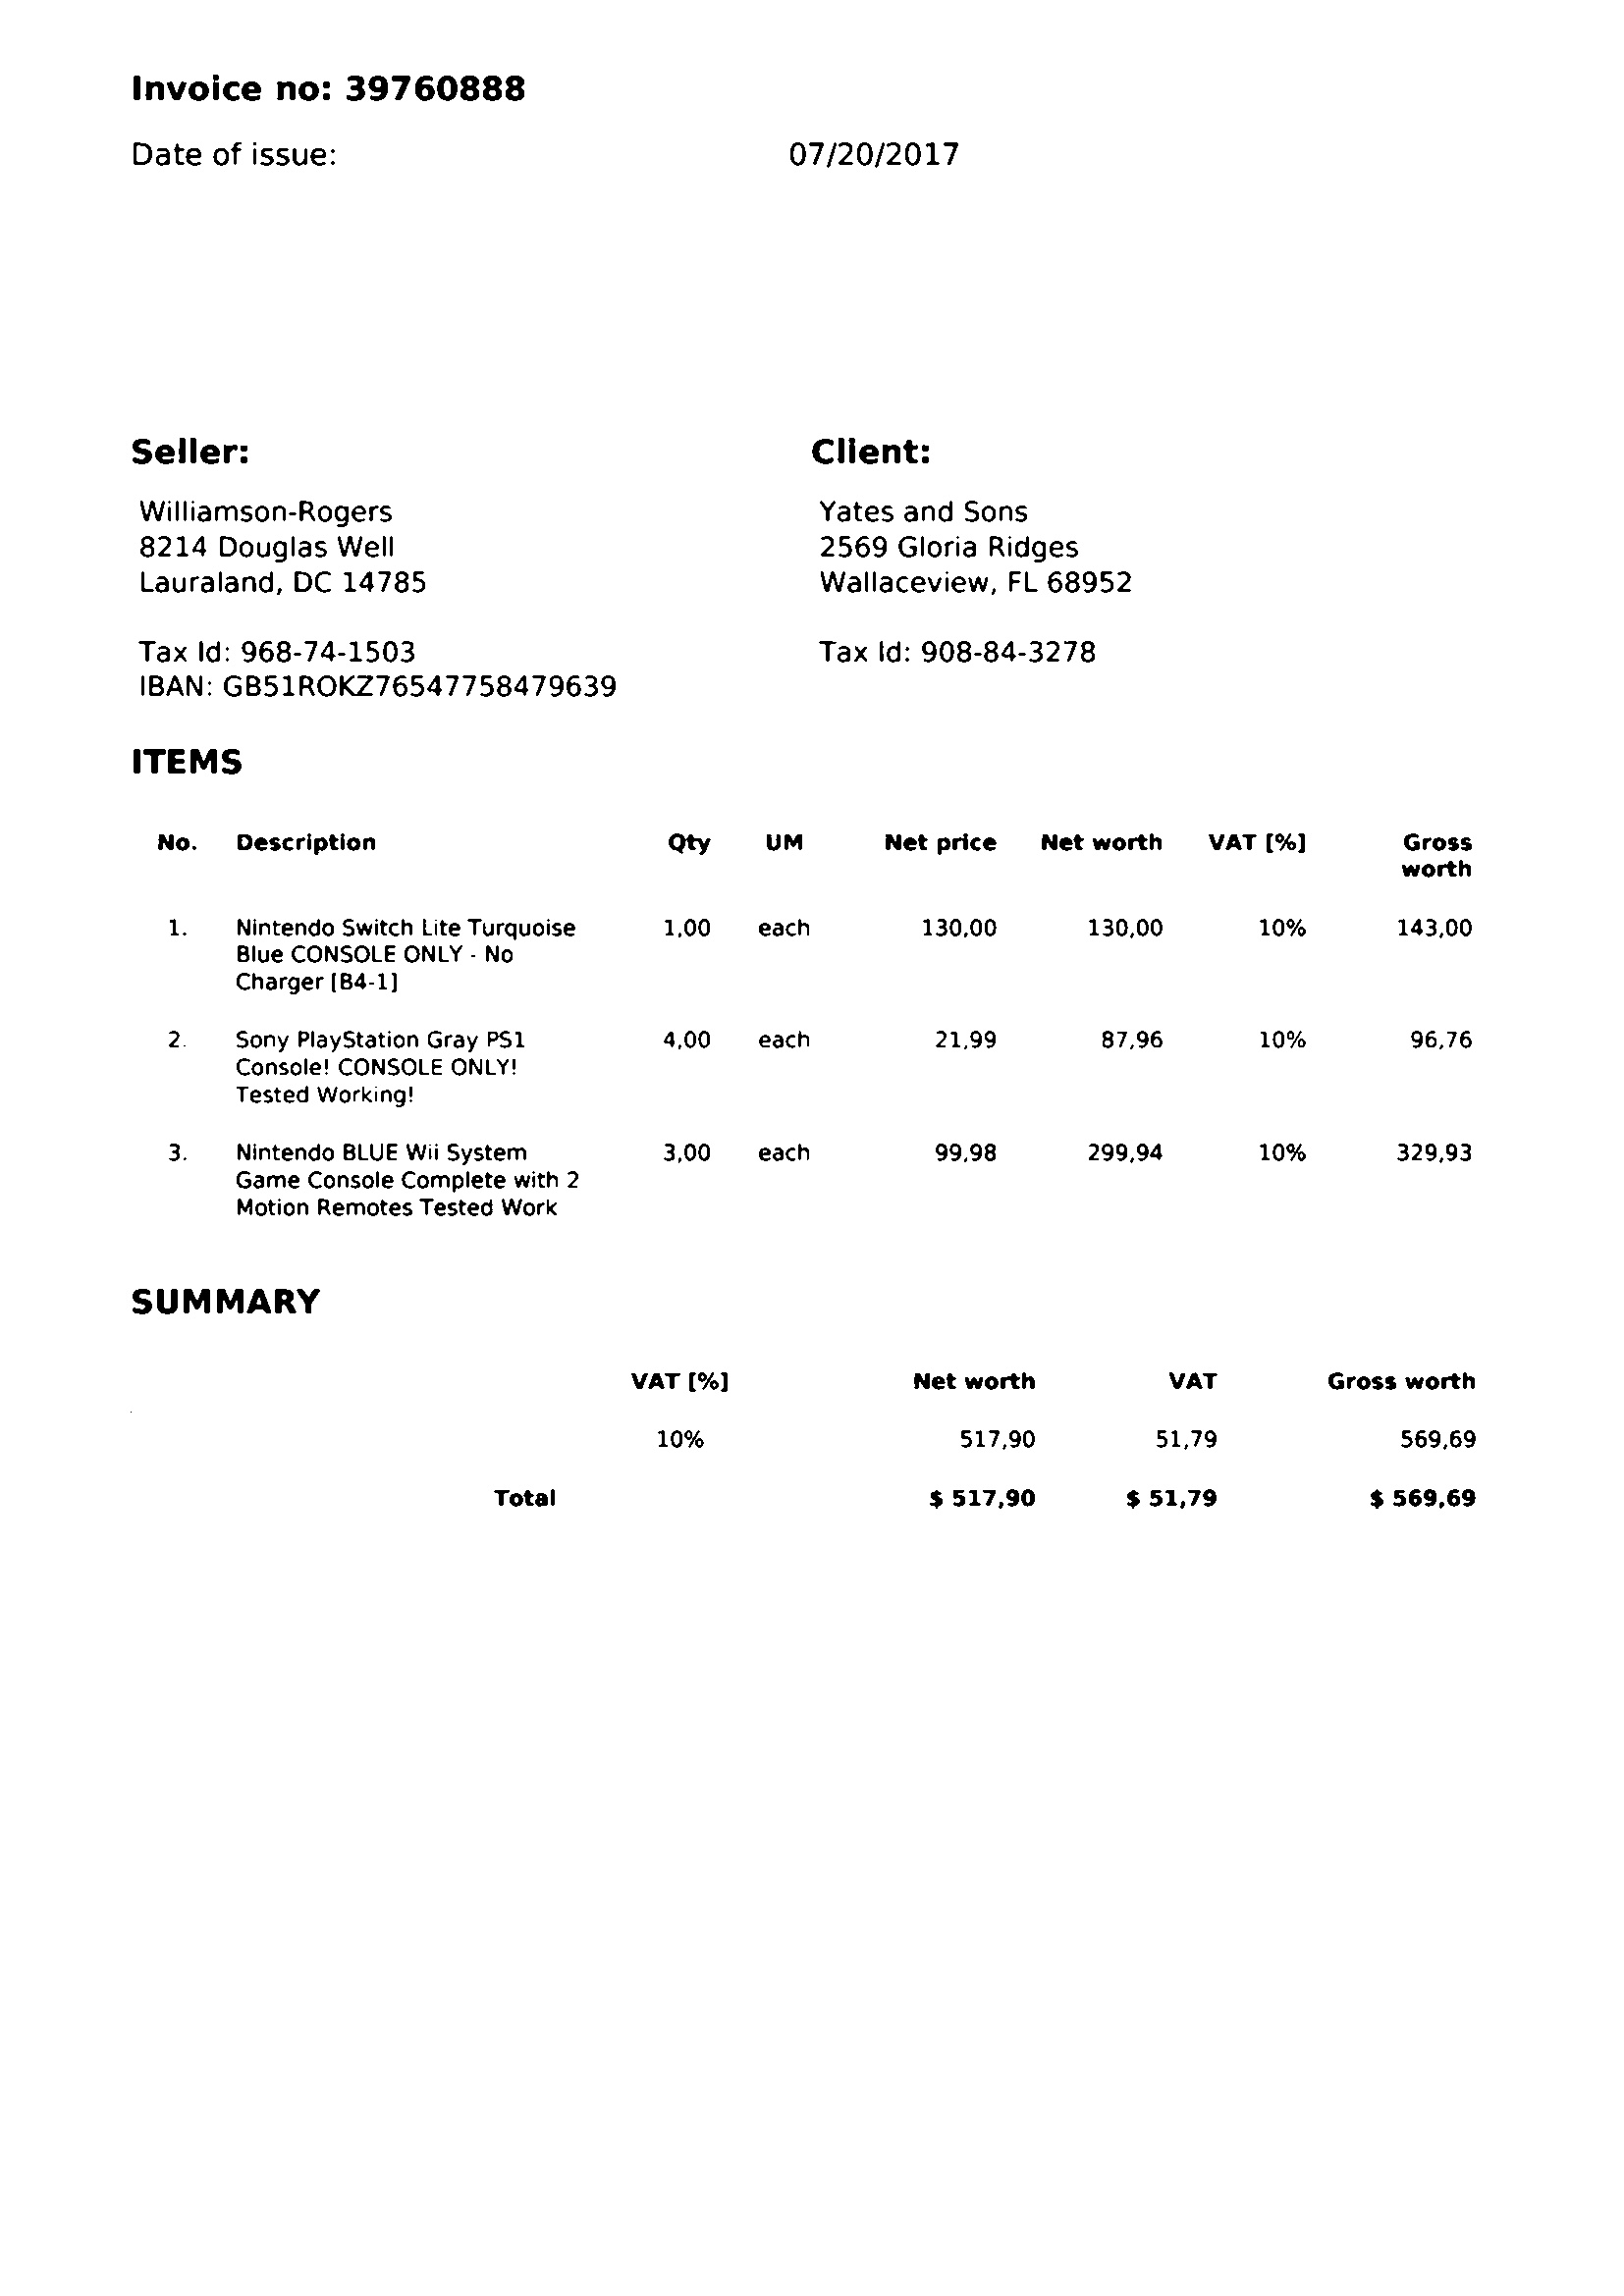 Invoice no: 39760888
Date of issue: 07/20/2017
Seller: Client:
Williamson-Rogers Yates and Sons
8214 Douglas Well 2569 Gloria Ridges
Lauraland, DC 14785 Wallaceview, FL 68952
Tax Id: 968-74-1503 Tax Id: 908-84-3278
IBAN: GB51ROKZ76547758479639
ITEMS
No. Description Qty UM Net price Net worth VAT [%] Gross
worth
1. Nintendo Switch Lite Turquoise 1,00 each 130,00 130,00 10% 143,00
Blue CONSOLE ONLY - No
Charger [B4-1]
2. Sony PlayStation Gray PS1 4,00 each 21,99 87,96 10% 96,76
Console! CONSOLE ONLY!
Tested Working!
3. Nintendo BLUE Wii System 3,00 each 99,98 299,94 10% 329,93
Game Console Complete with 2
Motion Remotes Tested Work
SUMMARY
VAT [%] Net worth VAT Gross worth
10% 517,90 51,79 569,69
Total $ 517,90 $ 51,79 $ 569,69